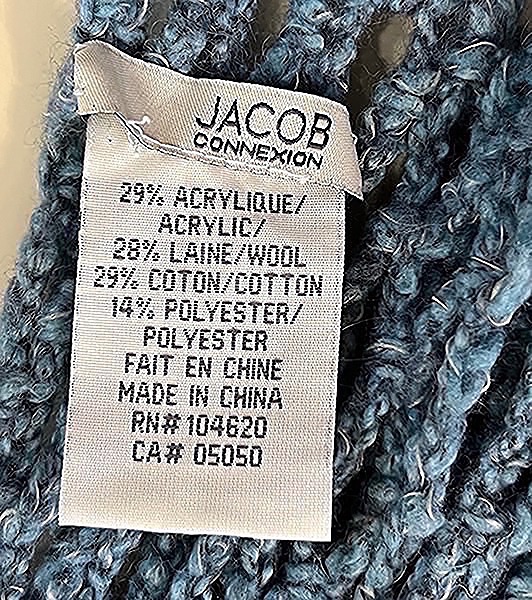 JACOB
CONNEXION
29% ACRYLIQUE/
ACRYLIC/
28% LAINE/WOOL
29% COTON/COTTON
14% POLYESTER/
POLYESTER
FAIT EN CHINE
MADE IN CHINA
RN# 104620
CA# 05050